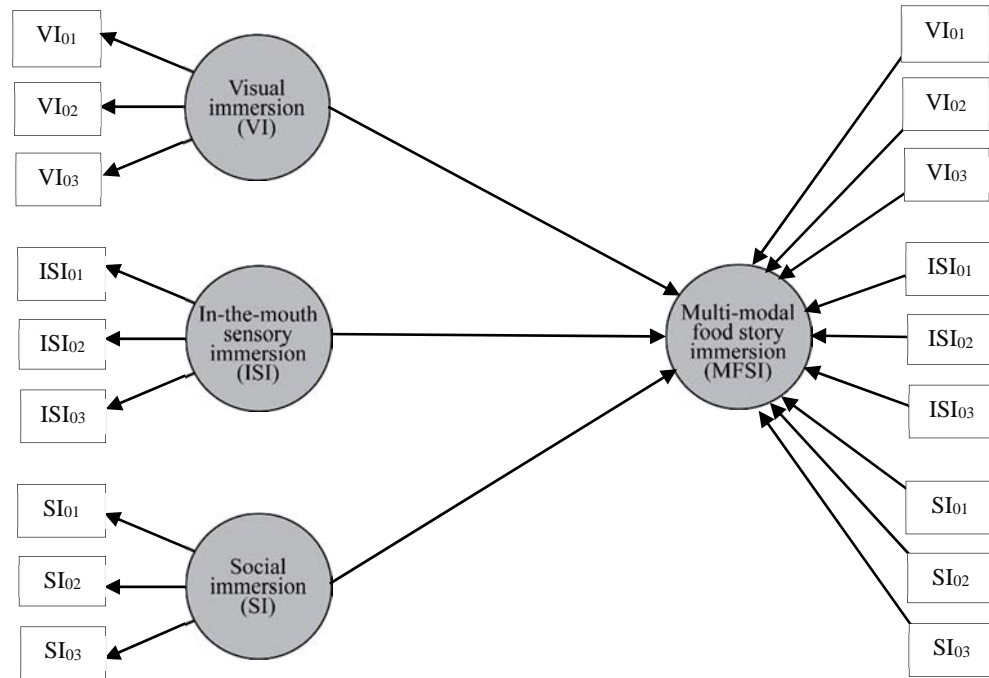 VI01
VI02
VI03
Visual
immersion
(VI)
ISI01
ISI02
ISI03
In-the-mouth
sensory
immersion
(ISI)
SI01
SI02
SI03
Social
immersion
(SI)
Multi-modal
food story
immersion
(MFSI)
VI01
VI02
VI03
ISI01
ISI02
ISI03
SI01
SI02
SI03